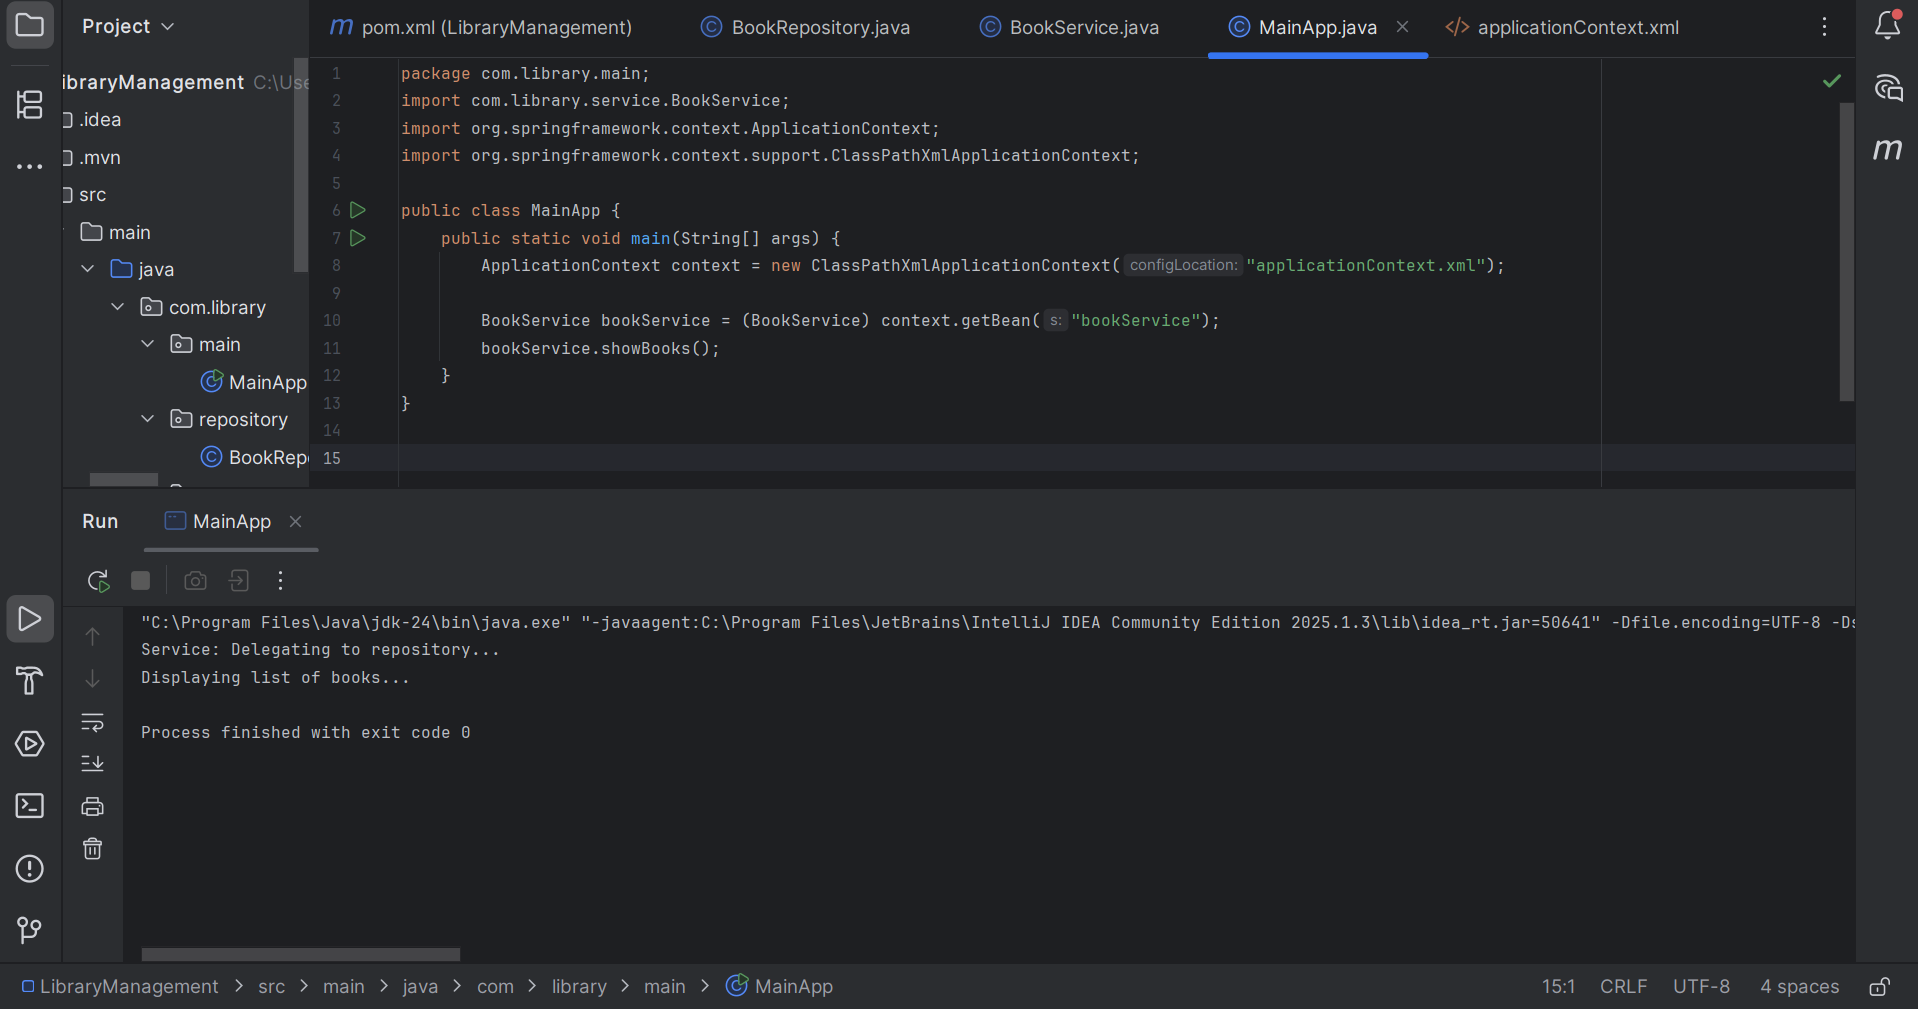 Project
pom.xml (LibraryManagement)
BookRepository.java
BookService.java
MainApp.java
applicationContext.xml
ibraryManagement C:\Use
.idea
.mvn
src
main
java
com.library
main
MainApp
repository
BookRep
1 package com.library.main;
2 import com.library.service.BookService;
3 import org.springframework.context.ApplicationContext;
4 import org.springframework.context.support.ClassPathXmlApplicationContext;
5
6 public class MainApp {
7 public static void main(String[] args) {
8 ApplicationContext context = new ClassPathXmlApplicationContext( configLocation: "applicationContext.xml");
9
10 BookService bookService = (BookService) context.getBean( s: "bookService");
11 bookService.showBooks();
12 }
13 }
14
15
Run MainApp
"C:\Program Files\Java\jdk-24\bin\java.exe" "-javaagent:C:\Program Files\JetBrains\IntelliJ IDEA Community Edition 2025.1.3\lib\idea_rt.jar=50641" -Dfile.encoding=UTF-8 -Ds
Service: Delegating to repository...
Displaying list of books...
Process finished with exit code 0
LibraryManagement > src > main > java > com > library > main > MainApp
15:1 CRLF UTF-8 4 spaces